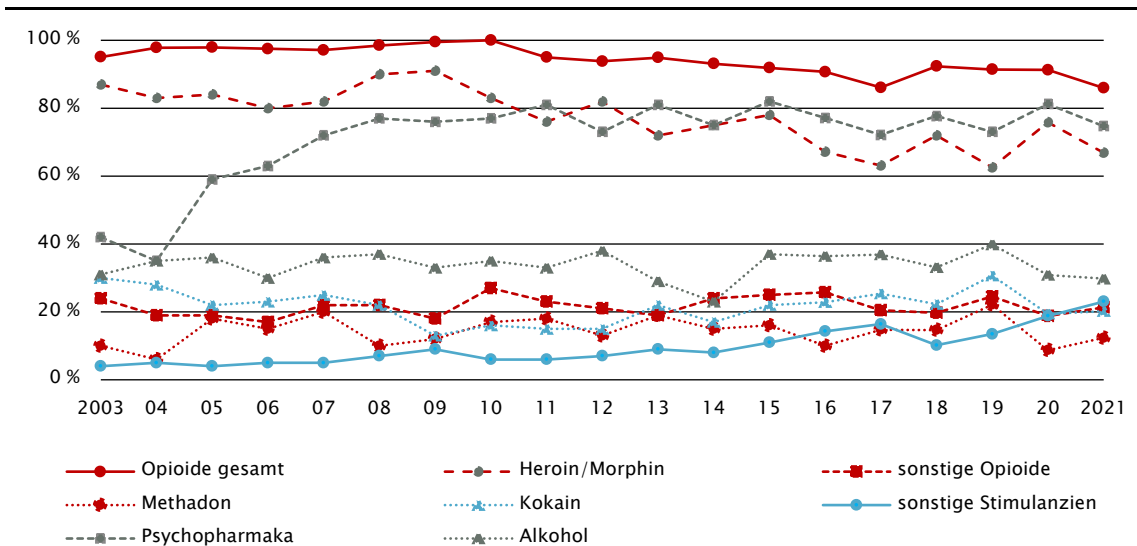 100 %
80 %
60 %
40 %
20 %
0 %
2003 04 05 06 07 08 09 10 11 12 13 14 15 16 17 18 19 20 2021
Opioide gesamt Heroin/Morphin sonstige Opioide
Methadon Kokain sonstige Stimulanzien
Psychopharmaka Alkohol